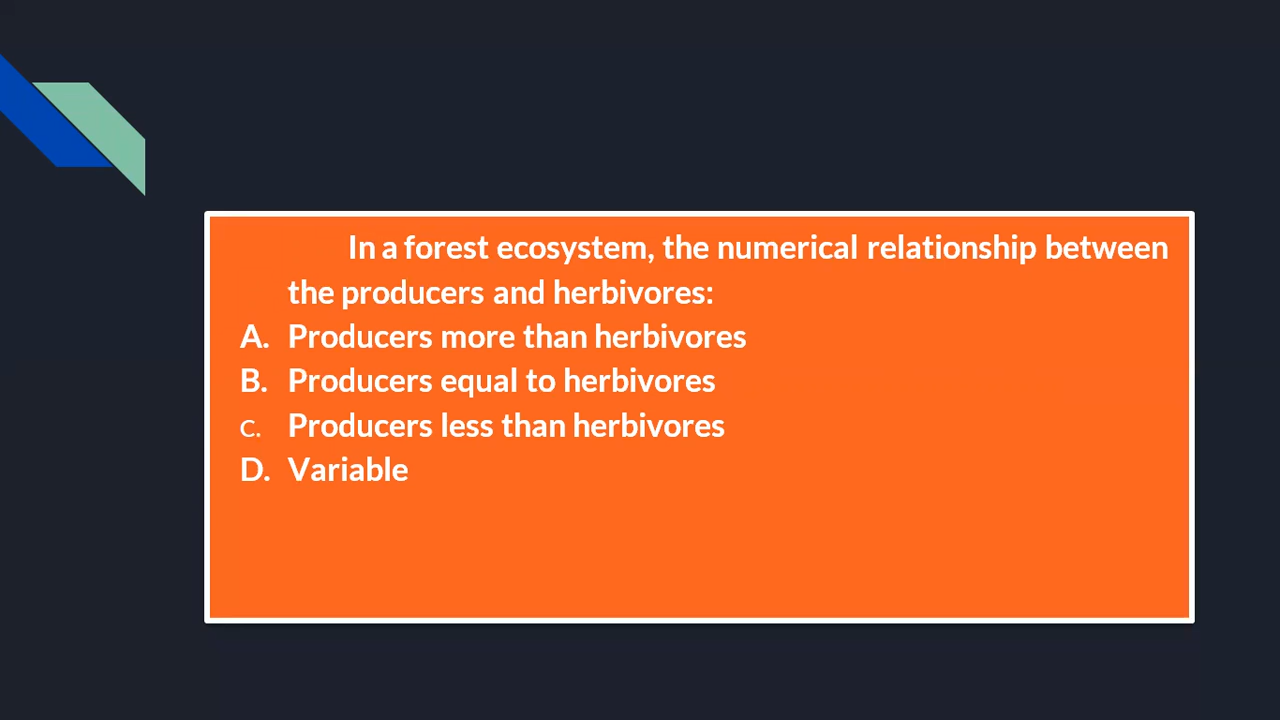 In a forest ecosystem, the numerical relationship between
the producers and herbivores:
A. Producers more than herbivores
B. Producers equal to herbivores
C. Producers less than herbivores
D. Variable